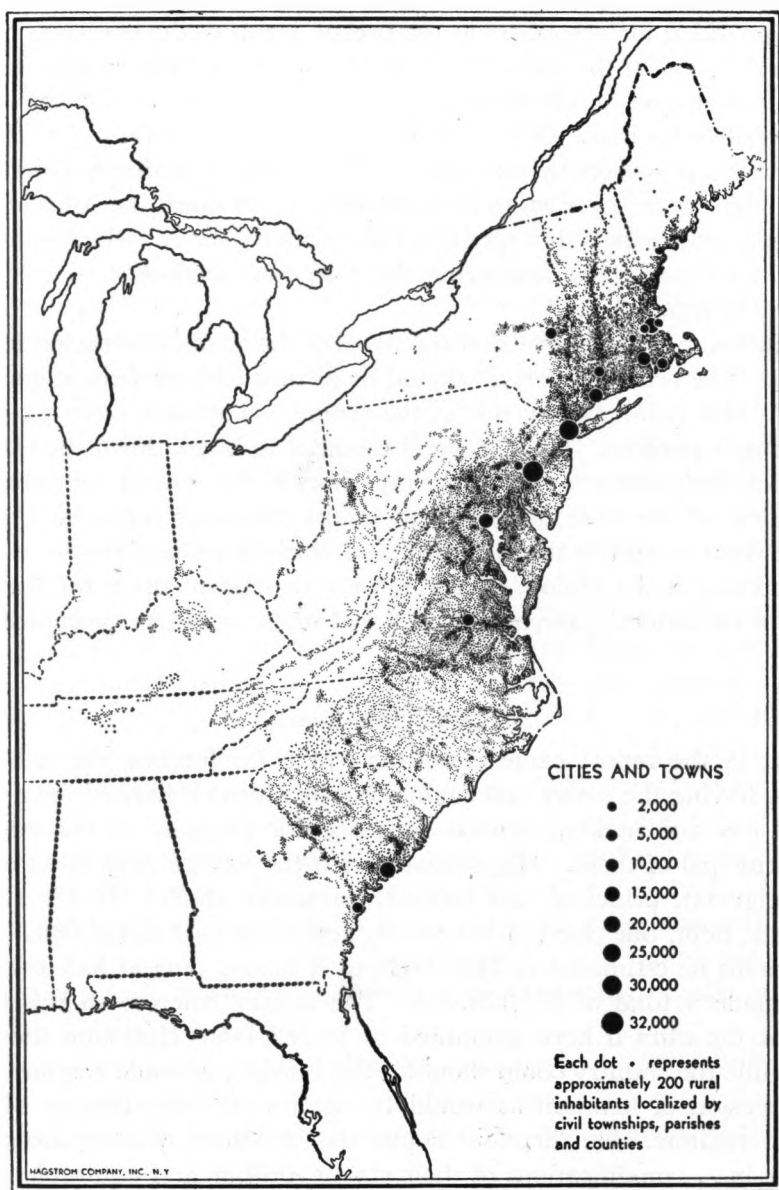 CITIES AND TOWNS
2,000
5,000
10,000
15,000
20,000
25,000
30,000
32,000
Each dot represents
approximately 200 rural
inhabitants localized by
civil townships, parishes
and counties
HAGSTROM COMPANY, INC., N.Y